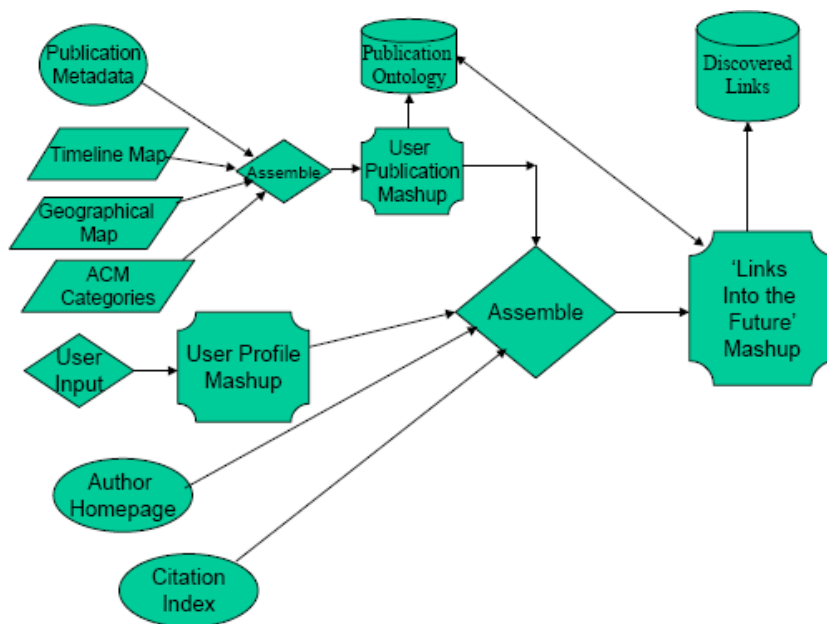 Publication
Metadata
Timeline Map
Geographical
Map
ACM
Categories
Assemble
Publication
Ontology
User
Publication
Mashup
Discovered
Links
User
Input
User Profile
Mashup
Assemble
‘Links
Into the
Future’
Mashup
Author
Homepage
Citation
Index